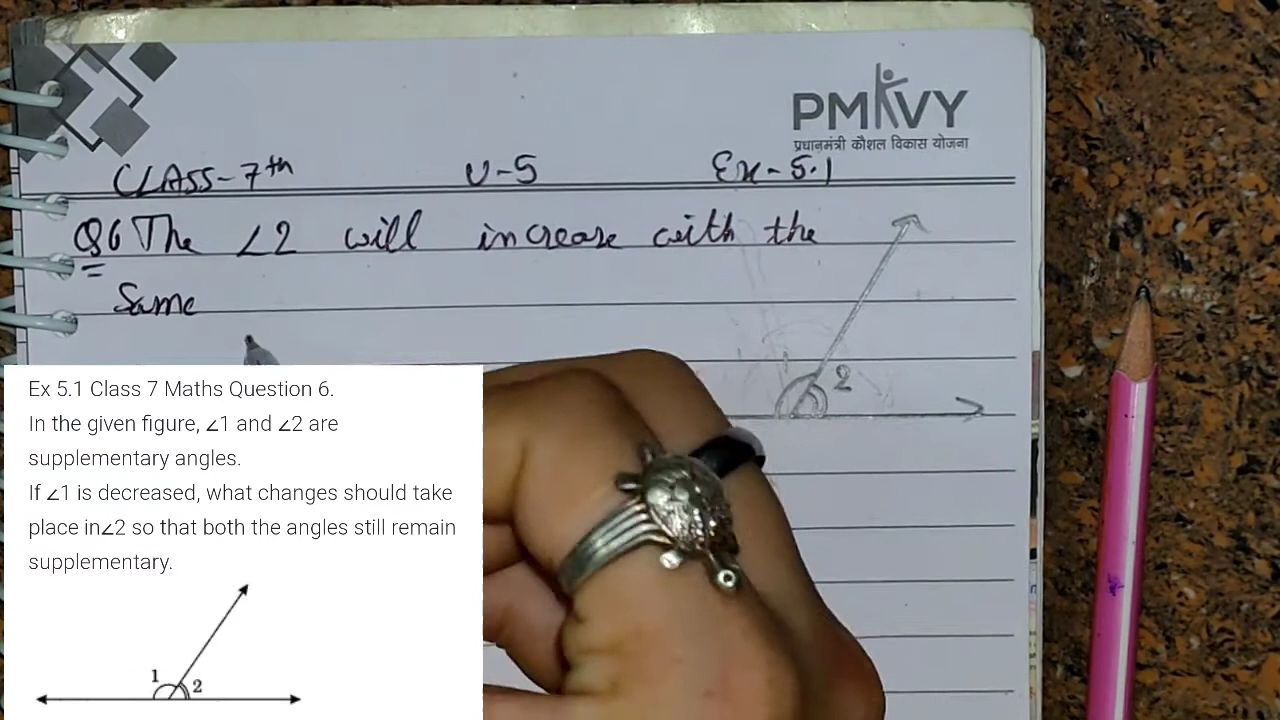 PMKVY
प्रधानमंत्री कौशल विकास योजना
CLASS-7th U-5 Ex-5.1
Q6 The ∠2 will increase with the
Same
2
Ex 5.1 Class 7 Maths Question 6.
In the given figure, ∠1 and ∠2 are
supplementary angles.
If ∠1 is decreased, what changes should take
place in∠2 so that both the angles still remain
supplementary.
1 2